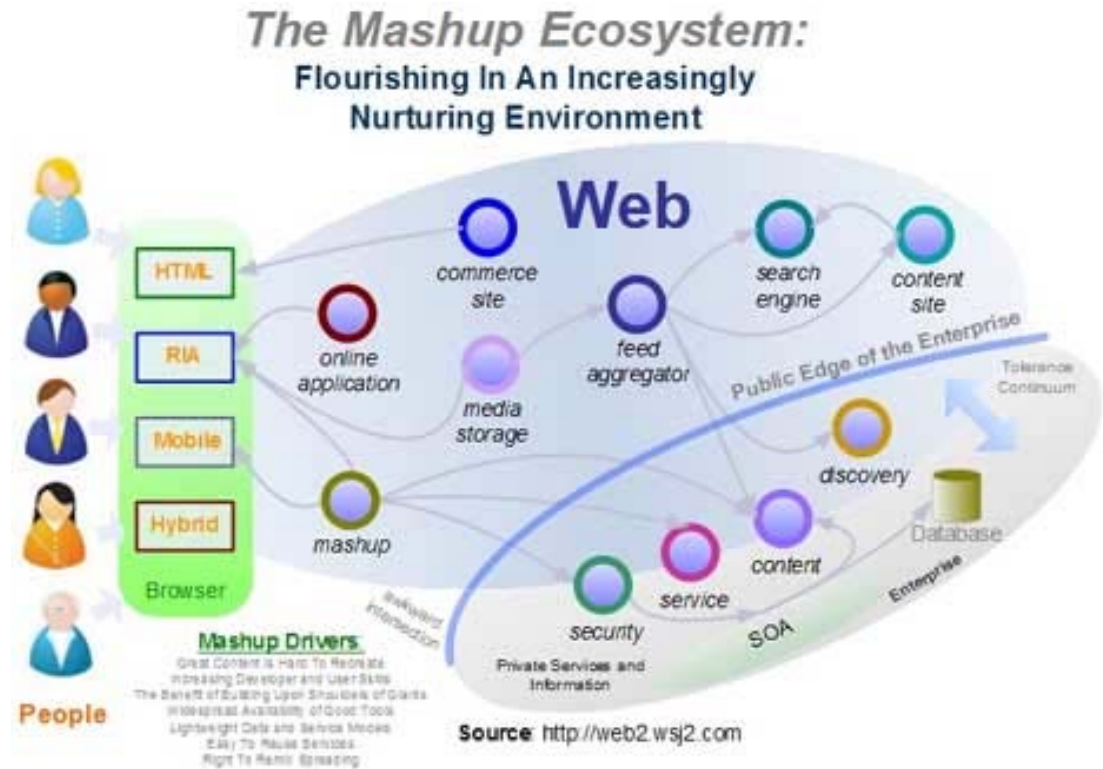 The Mashup Ecosystem:
Flourishing In An Increasingly
Nurturing Environment
Web
HTML
RIA
Mobile
Hybrid
Browser
People
commerce
site
online
application
media
storage
feed
aggregator
search
engine
content
site
mashup
Public Edge of the Enterprise
Tolerance
Continuum
discovery
Database
content
service
security
SOA
Enterprise
awkward
intersection
Private Services and
Information
Mashup Drivers
Great Content is Hard To Recreate
Increasing Developer and User Skills
The Benefit of Building Upon Shoulders of Giants
Widespread Availability of Good Tools
Lightweight Data and Service Models
Easy To Reuse Services
Right To Remix Spreading
Source: http://web2.wsj2.com